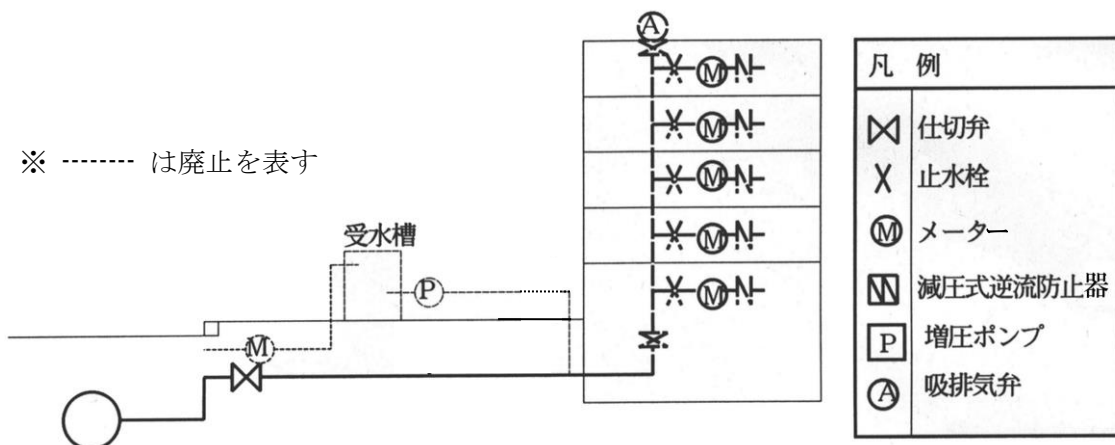 A
M
M
M
M
M
※ -------- は廃止を表す
受水槽
P
M
凡 例
仕切弁
止水栓
M メーター
減圧式逆流防止器
P 増圧ポンプ
A 吸排気弁